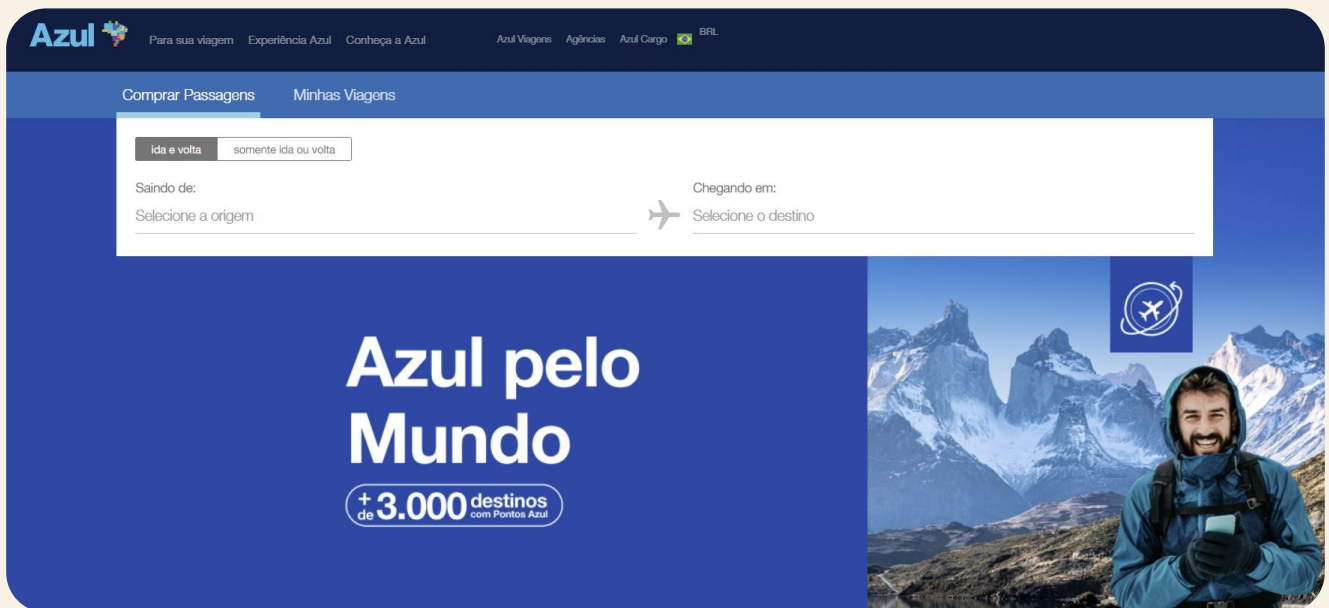 Azul
Para sua viagem Experiência Azul Conheça a Azul Azul Viagens Agências Azul Cargo BRL
Comprar Passagens Minhas Viagens
ida e volta somente ida ou volta
Saindo de: Chegando em:
Selecione a origem Selecione o destino
Azul pelo
Mundo
+ de 3.000 destinos com Pontos Azul